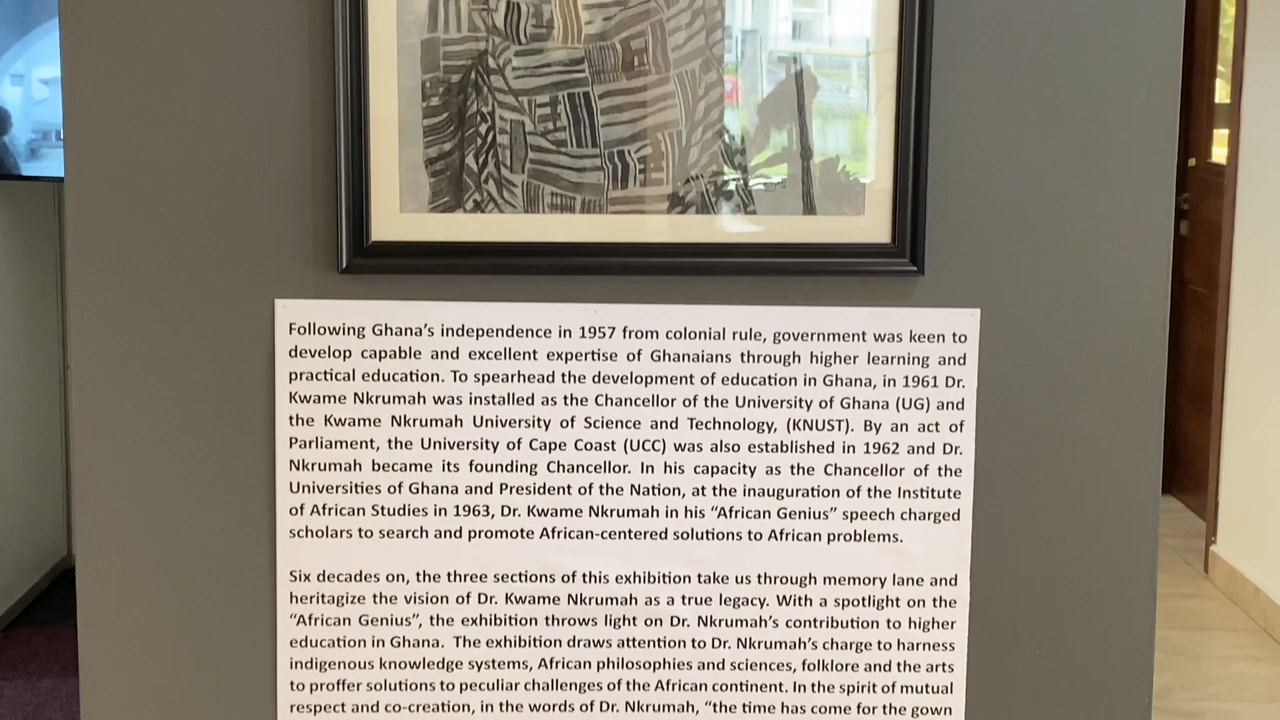 Following Ghana’s independence in 1957 from colonial rule, government was keen to
develop capable and excellent expertise of Ghanaians through higher learning and
practical education. To spearhead the development of education in Ghana, in 1961 Dr.
Kwame Nkrumah was installed as the Chancellor of the University of Ghana (UG) and
the Kwame Nkrumah University of Science and Technology, (KNUST). By an act of
Parliament, the University of Cape Coast (UCC) was also established in 1962 and Dr.
Nkrumah became its founding Chancellor. In his capacity as the Chancellor of the
Universities of Ghana and President of the Nation, at the inauguration of the Institute
of African Studies in 1963, Dr. Kwame Nkrumah in his “African Genius” speech charged
scholars to search and promote African-centered solutions to African problems.
Six decades on, the three sections of this exhibition take us through memory lane and
heritagize the vision of Dr. Kwame Nkrumah as a true legacy. With a spotlight on the
“African Genius”, the exhibition throws light on Dr. Nkrumah’s contribution to higher
education in Ghana. The exhibition draws attention to Dr. Nkrumah’s charge to harness
indigenous knowledge systems, African philosophies and sciences, folklore and the arts
to proffer solutions to peculiar challenges of the African continent. In the spirit of mutual
respect and co-creation, in the words of Dr. Nkrumah, “the time has come for the gown